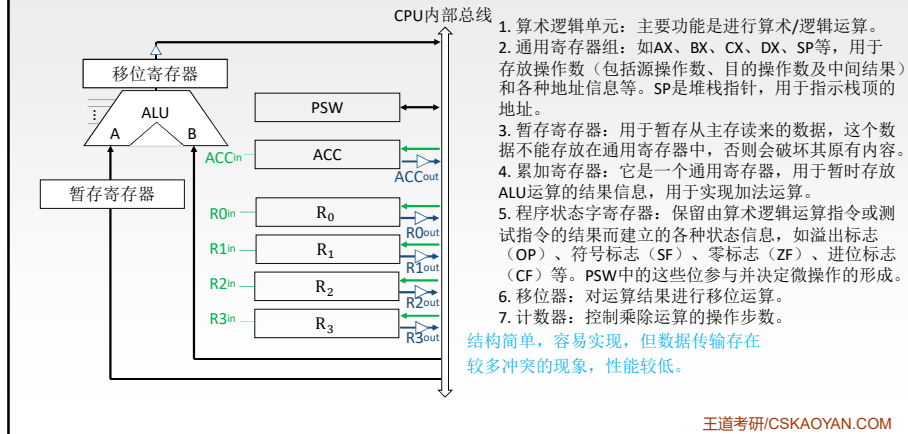 CPU内部总线
移位寄存器
ALU
A
B
⋮
暂存寄存器
PSW
ACCin
ACC
ACCout
R0in
R0
R0out
R1in
R1
R1out
R2in
R2
R2out
R3in
R3
R3out
1. 算术逻辑单元：主要功能是进行算术/逻辑运算。
2. 通用寄存器组：如AX、BX、CX、DX、SP等，用于
存放操作数（包括源操作数、目的操作数及中间结果）
和各种地址信息等。SP是堆栈指针，用于指示栈顶的
地址。
3. 暂存寄存器：用于暂存从主存读来的数据，这个数
据不能存放在通用寄存器中，否则会破坏其原有内容。
4. 累加寄存器：它是一个通用寄存器，用于暂时存放
ALU运算的结果信息，用于实现加法运算。
5. 程序状态字寄存器：保留由算术逻辑运算指令或测
试指令的结果而建立的各种状态信息，如溢出标志
（OP）、符号标志（SF）、零标志（ZF）、进位标志
（CF）等。PSW中的这些位参与并决定微操作的形成。
6. 移位器：对运算结果进行移位运算。
7. 计数器：控制乘除运算的操作步数。
结构简单，容易实现，但数据传输存在
较多冲突的现象，性能较低。
王道考研/CSKAOYAN.COM